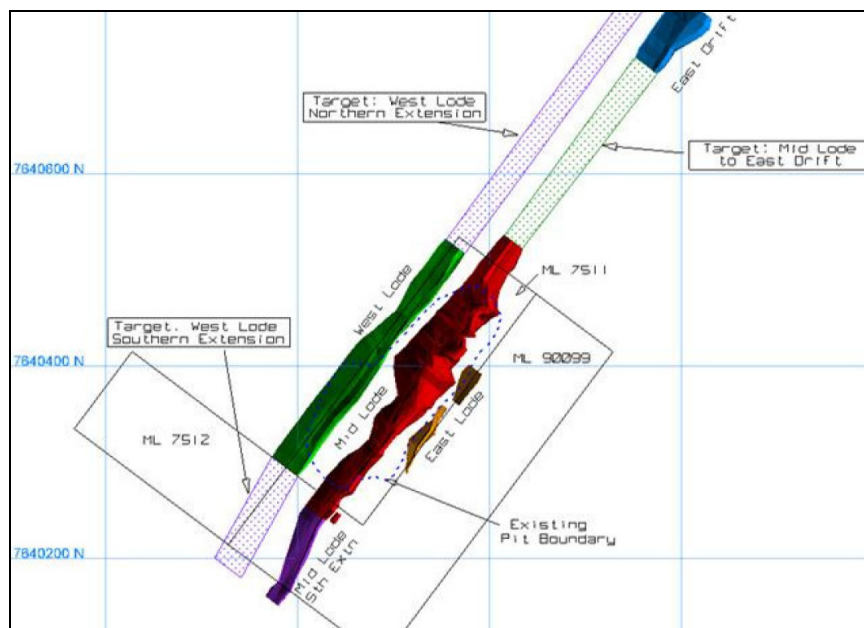 East Drift
Target: West Lode
Northern Extension
Target: Mid Lode
to East Drift
7640600 N
ML 7511
West Lode
Target. West Lode
Southern Extension
7640400 N
ML 90099
Mid Lode
East Lode
ML 7512
Existing
Pit Boundary
7640200 N
Mid Lode
Sth Extn